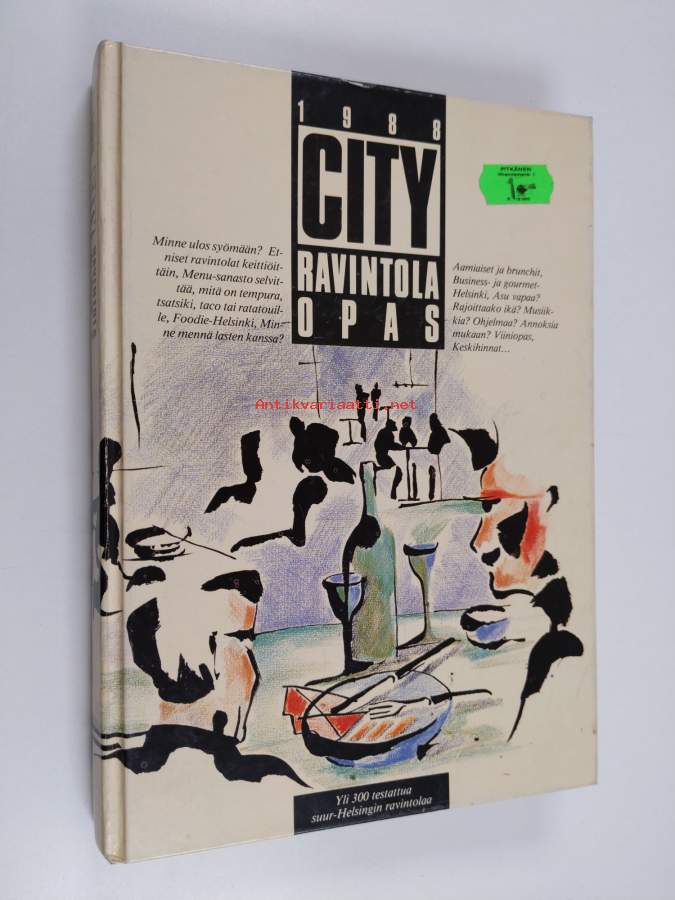 1988
CITY
RAVINTOLA
OPAS
Minne ulos syömään? Et-
niset ravintolat keittiöit-
täin, Menu-sanasto selvit-
tää, mitä on tempura,
tsatsiki, taco tai ratatouil-
le, Foodie-Helsinki, Min-
ne mennä lasten kanssa?
Aamiaiset ja brunchit,
Business- ja gourmet-
Helsinki, Asu vapaa?
Rajoittaako ikä? Musiik-
kia? Ohjelmaa? Annoksia
mukaan? Viiniopas,
Keskihinnat...
PITKÄNEN
Antikvariaatti.net
Yli 300 testattua
suur-Helsingin ravintolaa